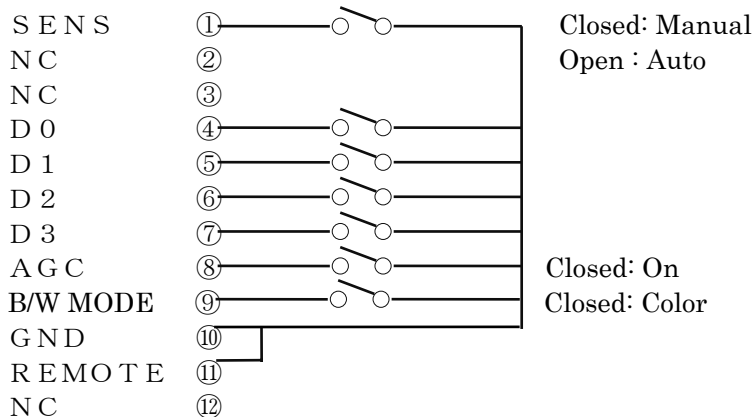 SENS ① Closed: Manual
NC ② Open : Auto
NC ③
D0 ④
D1 ⑤
D2 ⑥
D3 ⑦
AGC ⑧ Closed: On
B/W MODE ⑨ Closed: Color
GND ⑩
REMOTE ⑪
NC ⑫